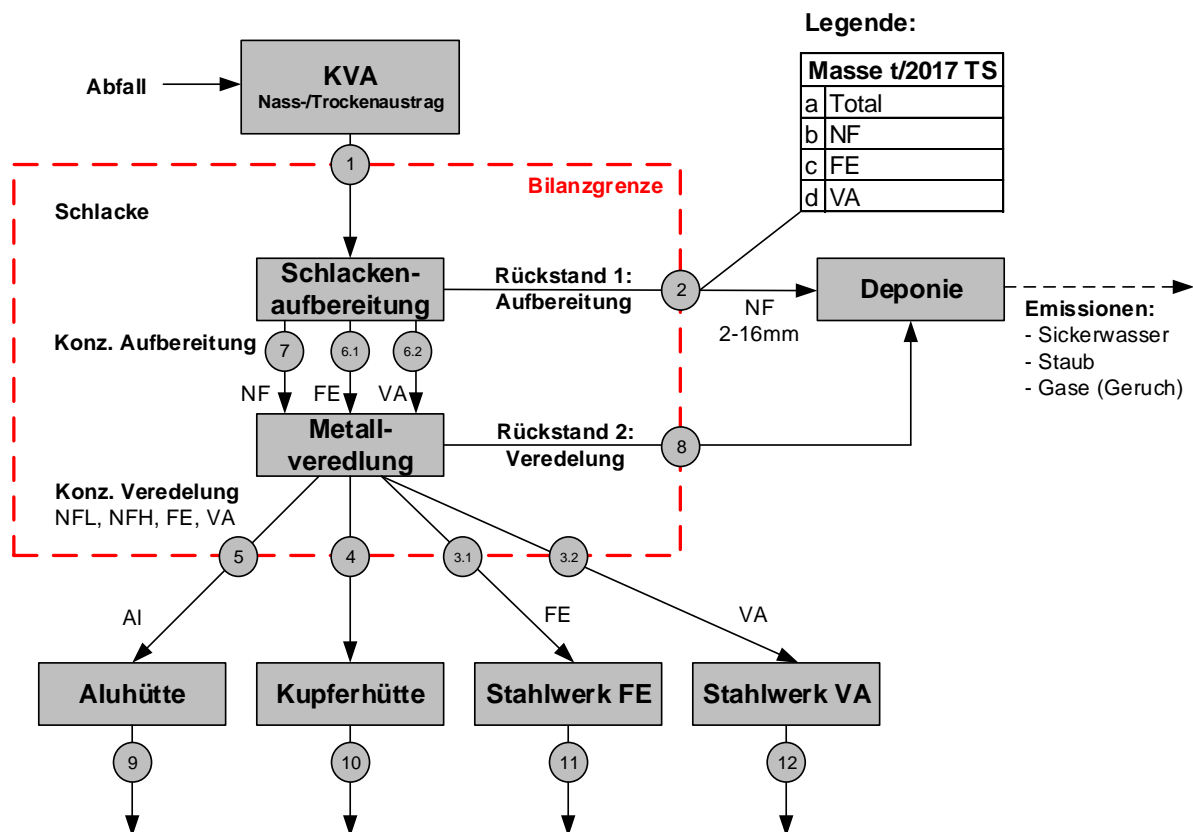 Legende:
Masse t/2017 TS
a Total
b NF
c FE
d VA
Abfall
KVA
Nass-/Trockenaustrag
1
Bilanzgrenze
Schlacke
Schlacken-
aufbereitung
Rückstand 1:
Aufbereitung
2
NF
2-16mm
Deponie
Emissionen:
- Sickerwasser
- Staub
- Gase (Geruch)
Konz. Aufbereitung
7
6.1
6.2
NF
FE
VA
Metall-
veredlung
Rückstand 2:
Veredelung
8
Konz. Veredelung
NFL, NFH, FE, VA
5
4
3.1
3.2
Al
FE
VA
Aluhütte
Kupferhütte
Stahlwerk FE
Stahlwerk VA
9
10
11
12